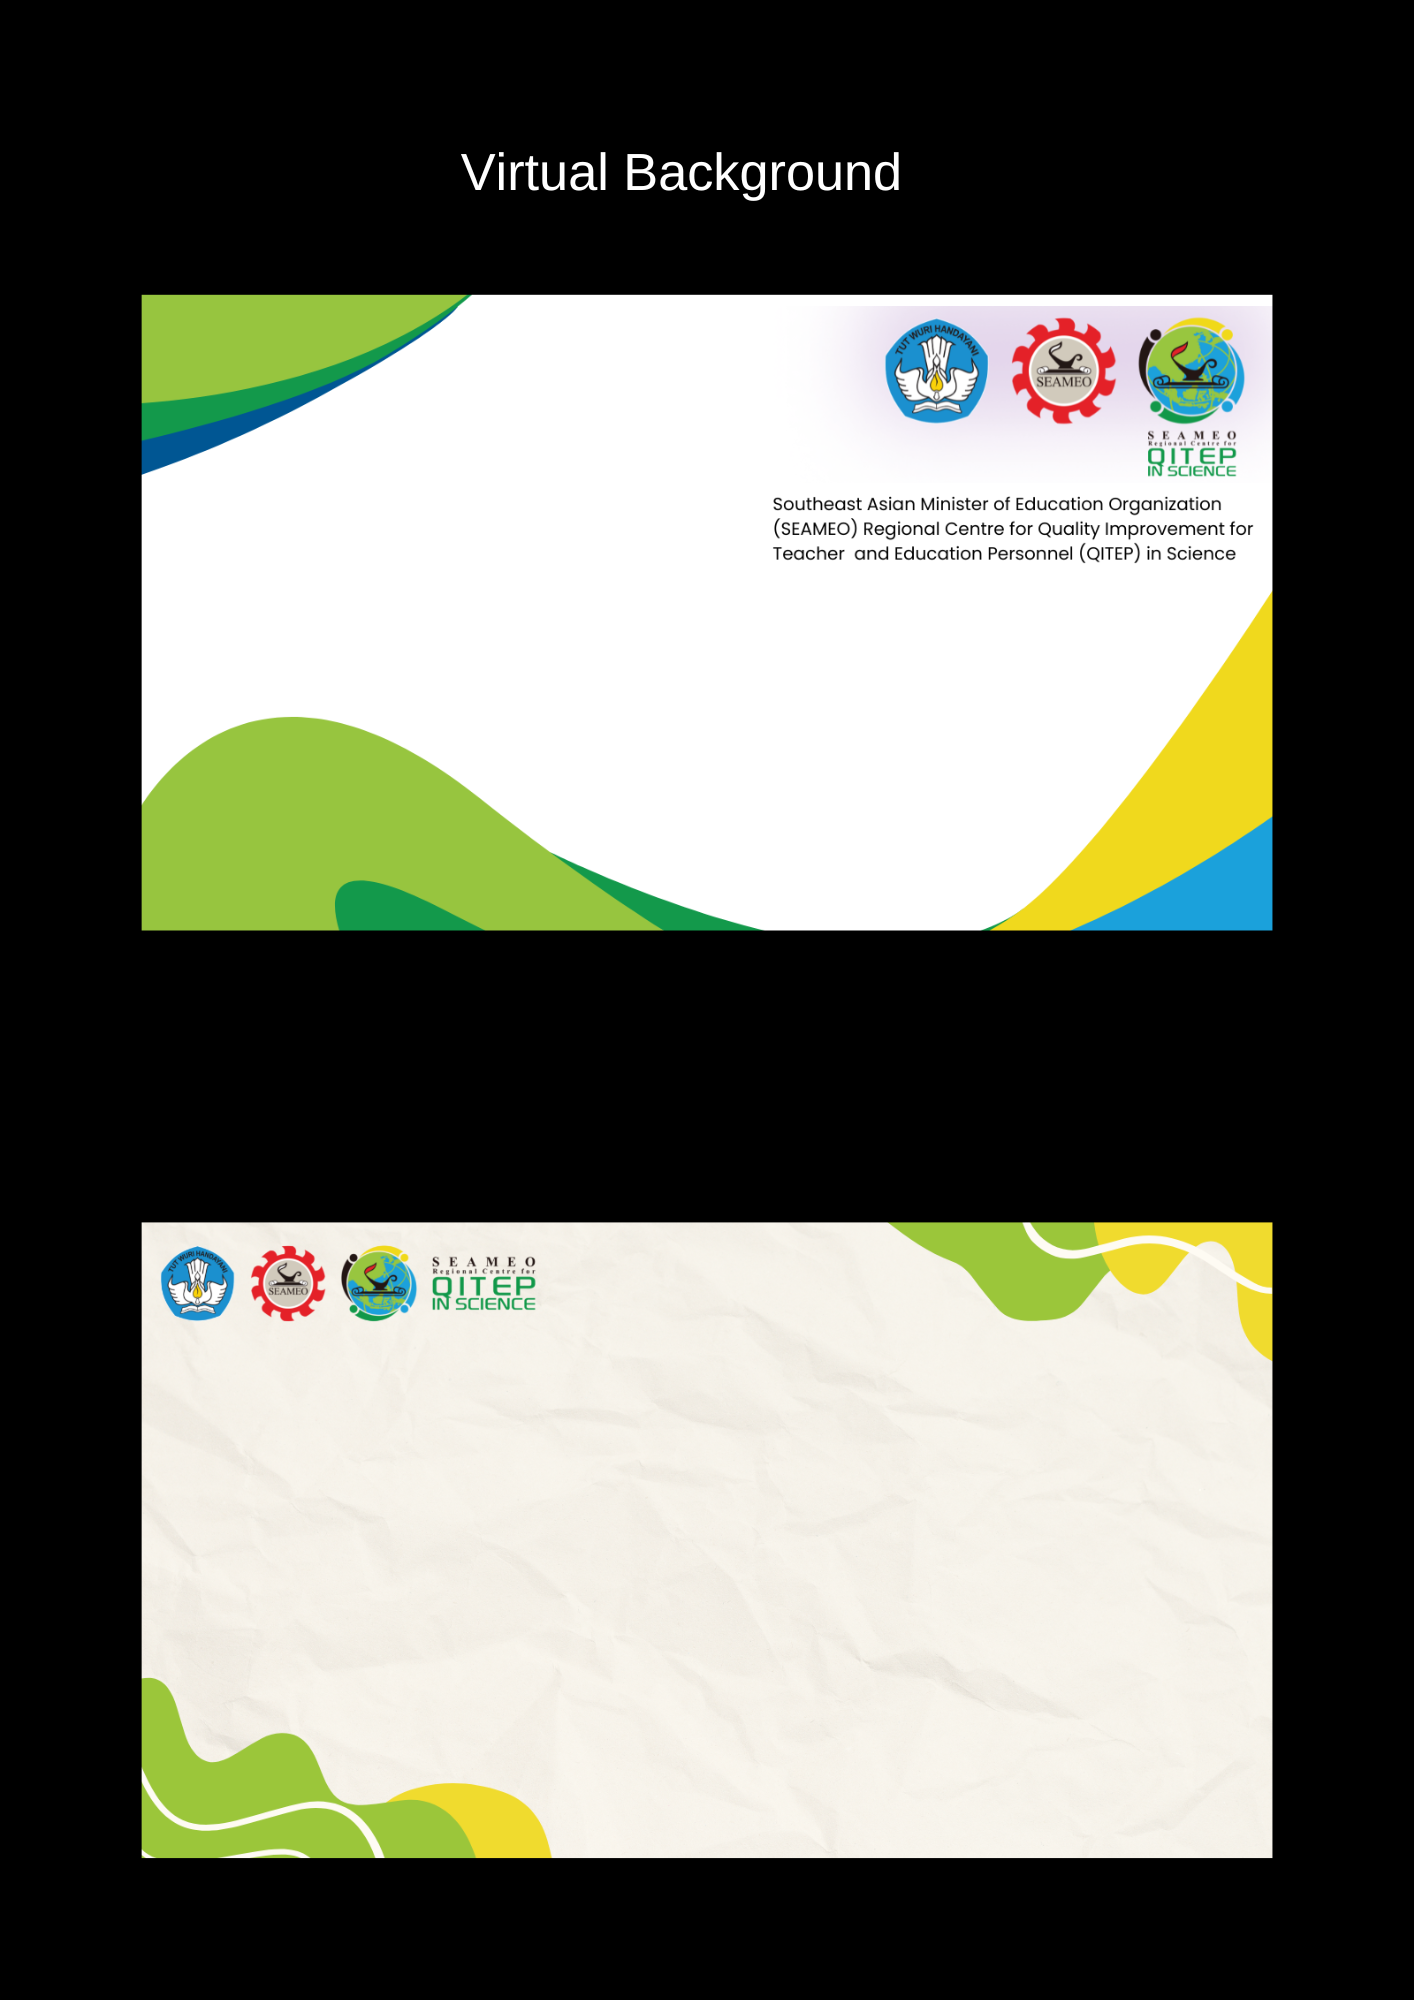 Virtual Background
TUT WURI HANDAYANI
SEAMEO
SEAMEO
Regional Centre for
QITEP
IN SCIENCE
Southeast Asian Minister of Education Organization
(SEAMEO) Regional Centre for Quality Improvement for
Teacher  and Education Personnel (QITEP) in Science
TUT WURI HANDAYANI
SEAMEO
SEAMEO
Regional Centre for
QITEP
IN SCIENCE